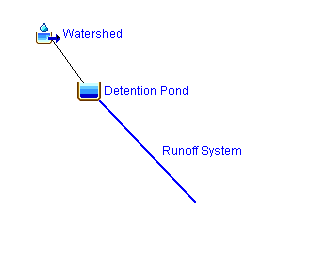 Watershed
Detention Pond
Runoff System